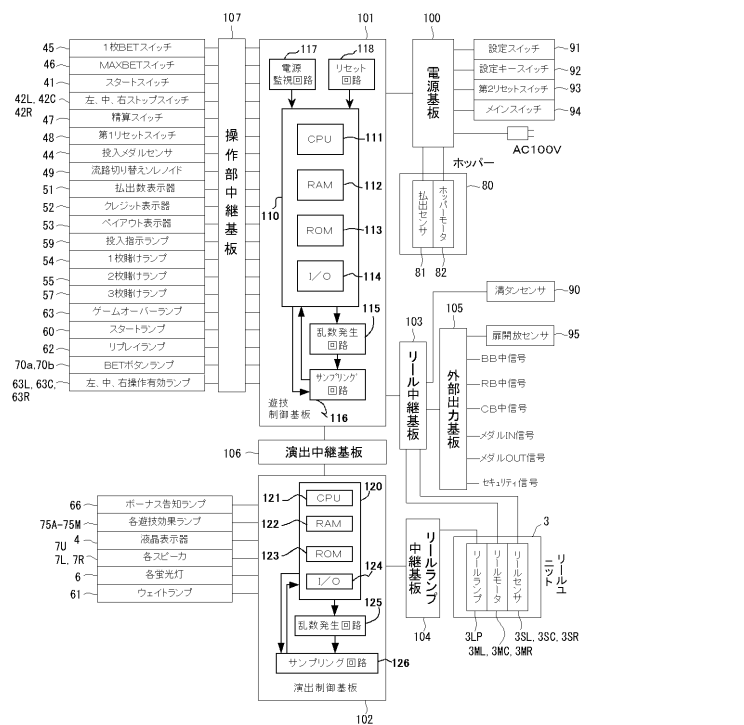 107
101
100
45
1枚BETスイッチ
46
MAXBETスイッチ
41
スタートスイッチ
42L, 42C
42R
左、中、右ストップスイッチ
47
精算スイッチ
48
第1リセットスイッチ
44
投入メダルセンサ
49
流路切り替えソレノイド
51
払出数表示器
52
クレジット表示器
53
ペイアウト表示器
59
投入指示ランプ
54
1枚賭けランプ
55
2枚賭けランプ
57
3枚賭けランプ
63
ゲームオーバーランプ
60
スタートランプ
62
リプレイランプ
70a,70b
BETボタンランプ
63L, 63C,
63R
左、中、右操作有効ランプ
操作部中継基板
117
電源
監視回路
118
リセット
回路
110
CPU
111
RAM
112
ROM
113
I/O
114
115
乱数発生
回路
サンプリング
回路
116
遊技
制御基板
電源基板
設定スイッチ
91
設定キースイッチ
92
第2リセットスイッチ
93
メインスイッチ
94
AC100V
ホッパー
80
払出センサ
ホッパーモータ
81
82
満タンセンサ
90
103
リール中継基板
105
外部出力基板
扉開放センサ
95
BB中信号
RB中信号
CB中信号
メダルIN信号
メダルOUT信号
セキュリティ信号
106
演出中継基板
66
ボーナス告知ランプ
75A-75M
各遊技効果ランプ
4
液晶表示器
7U
7L, 7R
各スピーカ
6
各蛍光灯
61
ウェイトランプ
120
121
CPU
122
RAM
123
ROM
I/O
124
125
乱数発生回路
サンプリング回路
126
演出制御基板
102
リールランプ
中継基板
104
3
リールランプ
リールモータ
リールセンサ
リールユ
ニット
3LP
3SL, 3SC, 3SR
3ML, 3MC, 3MR